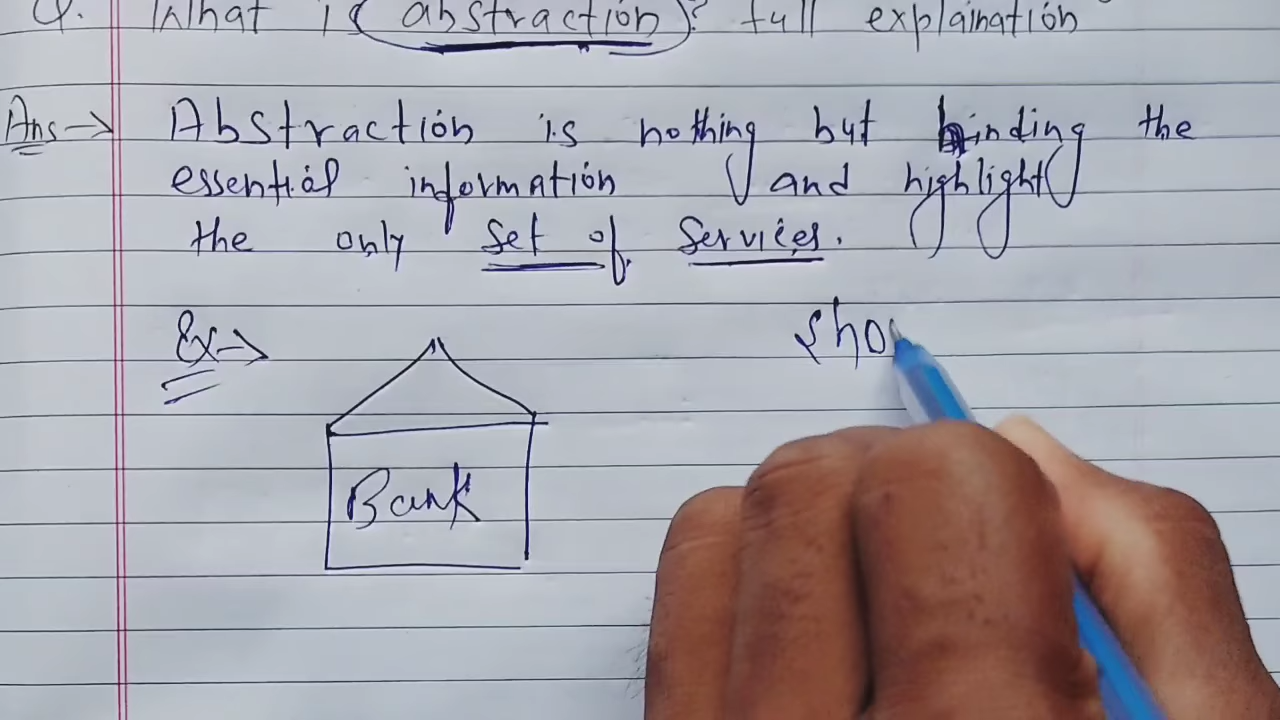 Q. What is abstraction? full explaination
Ans → Abstraction is nothing but hinding the
essential information and highlight
the only set of services.
Ex →
Bank
sho